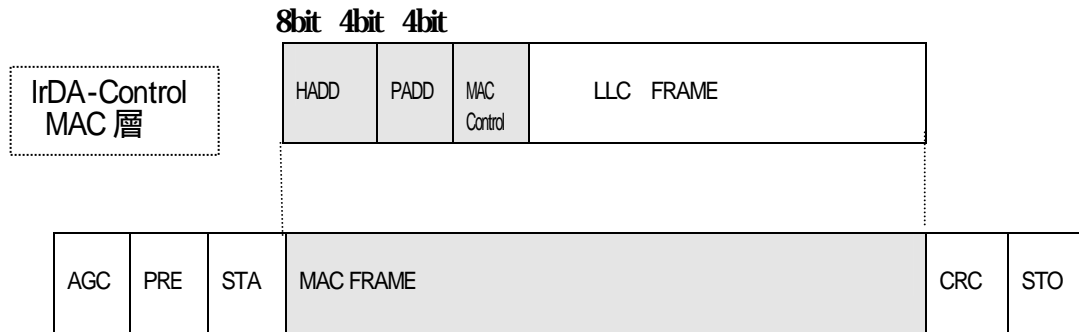 8bit 4bit 4bit
IrDA-Control
MAC 層
HADD
PADD
MAC
Control
LLC FRAME
AGC
PRE
STA
MAC FRAME
CRC
STO